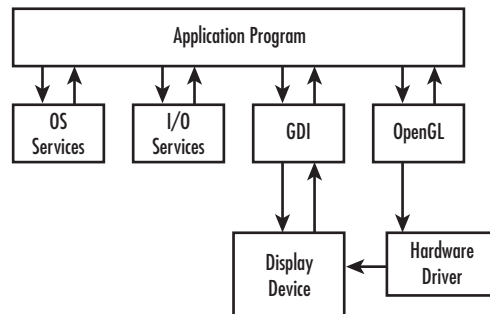 Application Program
OS
Services
I/O
Services
GDI
OpenGL
Display
Device
Hardware
Driver